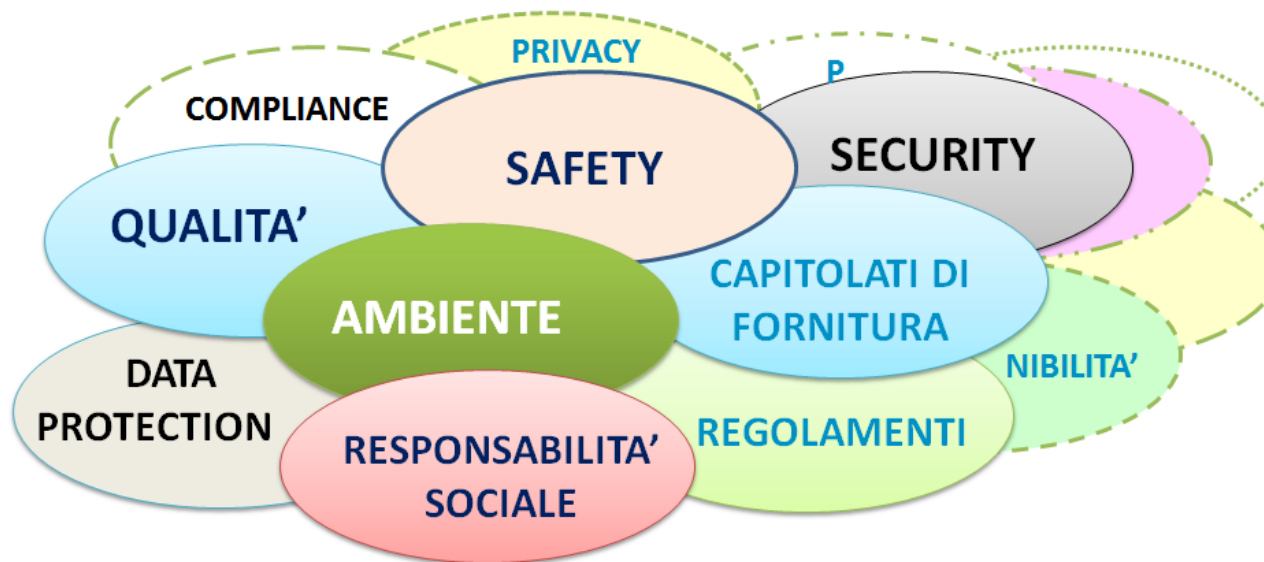 PRIVACY
P
COMPLIANCE
SAFETY
SECURITY
QUALITA’
CAPITOLATI DI
FORNITURA
AMBIENTE
NIBILITA’
DATA
PROTECTION
REGOLAMENTI
RESPONSABILITA’
SOCIALE